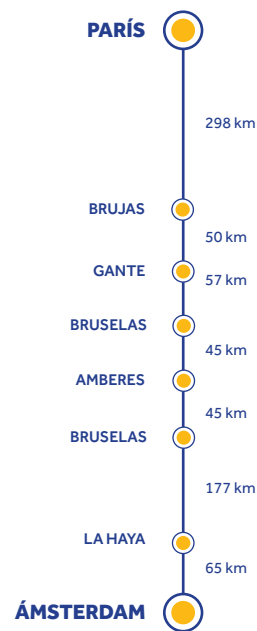 PARÍS
298 km
BRUJAS
50 km
GANTE
57 km
BRUSELAS
45 km
AMBERES
45 km
BRUSELAS
177 km
LA HAYA
65 km
ÁMSTERDAM